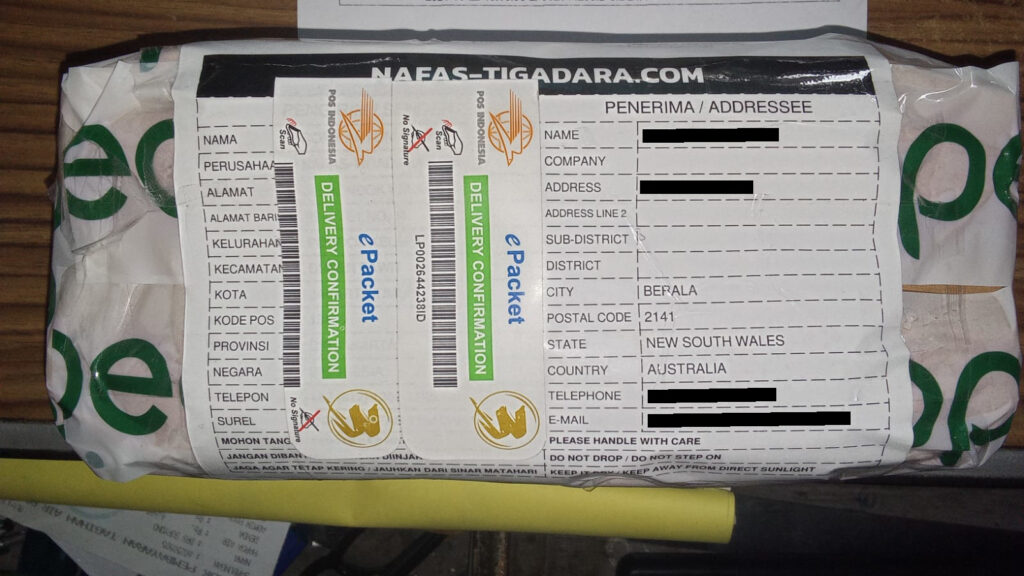 NAFAS-TIGADARA.COM
NAMA
PERUSAHAA
ALAMAT
ALAMAT BARI
KELURAHAN
KECAMATAN
KOTA
KODE POS
PROVINSI
NEGARA
TELEPON
SUREL
MOHON TANG
JANGAN DIBAN
JAGA AGAR TETAP KERING / JAUHKAN DARI SINAR MATAHARI
Scan
POS INDONESIA
DELIVERY CONFIRMATION
ePacket
No Signature
No Signature
Scan
POS INDONESIA
LP002644238ID
DELIVERY CONFIRMATION
ePacket
PENERIMA / ADDRESSEE
NAME
COMPANY
ADDRESS
ADDRESS LINE 2
SUB-DISTRICT
DISTRICT
CITY BERALA
POSTAL CODE 2141
STATE NEW SOUTH WALES
COUNTRY AUSTRALIA
TELEPHONE
E-MAIL
PLEASE HANDLE WITH CARE
DO NOT DROP / DO NOT STEP ON
KEEP IT DRY / KEEP AWAY FROM DIRECT SUNLIGHT